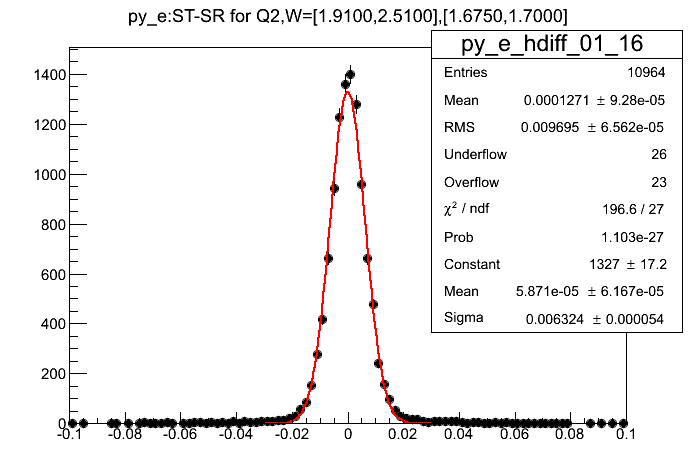 py_e:ST-SR for Q2,W=[1.9100,2.5100],[1.6750,1.7000]
py_e_hdiff_01_16
Entries 10964
Mean 0.0001271 ± 9.28e-05
RMS 0.009695 ± 6.562e-05
Underflow 26
Overflow 23
χ² / ndf 196.6 / 27
Prob 1.103e-27
Constant 1327 ± 17.2
Mean 5.871e-05 ± 6.167e-05
Sigma 0.006324 ± 0.000054
1400
1200
1000
800
600
400
200
0
-0.1 -0.08 -0.06 -0.04 -0.02 0 0.02 0.04 0.06 0.08 0.1